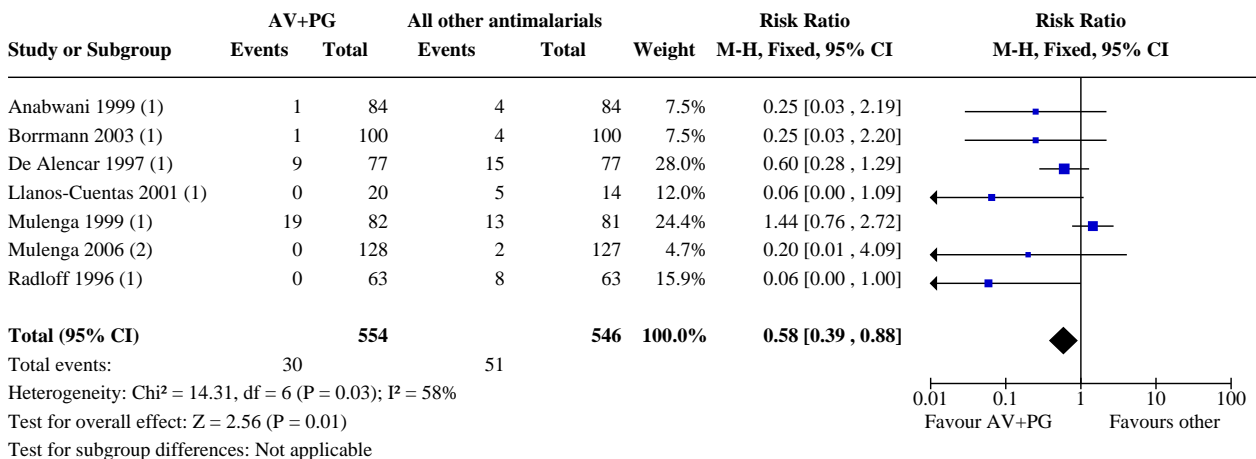 AV+PG All other antimalarials Risk Ratio Risk Ratio
Study or Subgroup Events Total Events Total Weight M-H, Fixed, 95% CI M-H, Fixed, 95% CI
Anabwani 1999 (1) 1 84 4 84 7.5% 0.25 [0.03 , 2.19]
Borrmann 2003 (1) 1 100 4 100 7.5% 0.25 [0.03 , 2.20]
De Alencar 1997 (1) 9 77 15 77 28.0% 0.60 [0.28 , 1.29]
Llanos-Cuentas 2001 (1) 0 20 5 14 12.0% 0.06 [0.00 , 1.09]
Mulenga 1999 (1) 19 82 13 81 24.4% 1.44 [0.76 , 2.72]
Mulenga 2006 (2) 0 128 2 127 4.7% 0.20 [0.01 , 4.09]
Radloff 1996 (1) 0 63 8 63 15.9% 0.06 [0.00 , 1.00]
Total (95% CI) 554 546 100.0% 0.58 [0.39 , 0.88]
Total events: 30 51
Heterogeneity: Chi² = 14.31, df = 6 (P = 0.03); I² = 58%
Test for overall effect: Z = 2.56 (P = 0.01)
Test for subgroup differences: Not applicable
0.01 0.1 1 10 100
Favour AV+PG Favours other